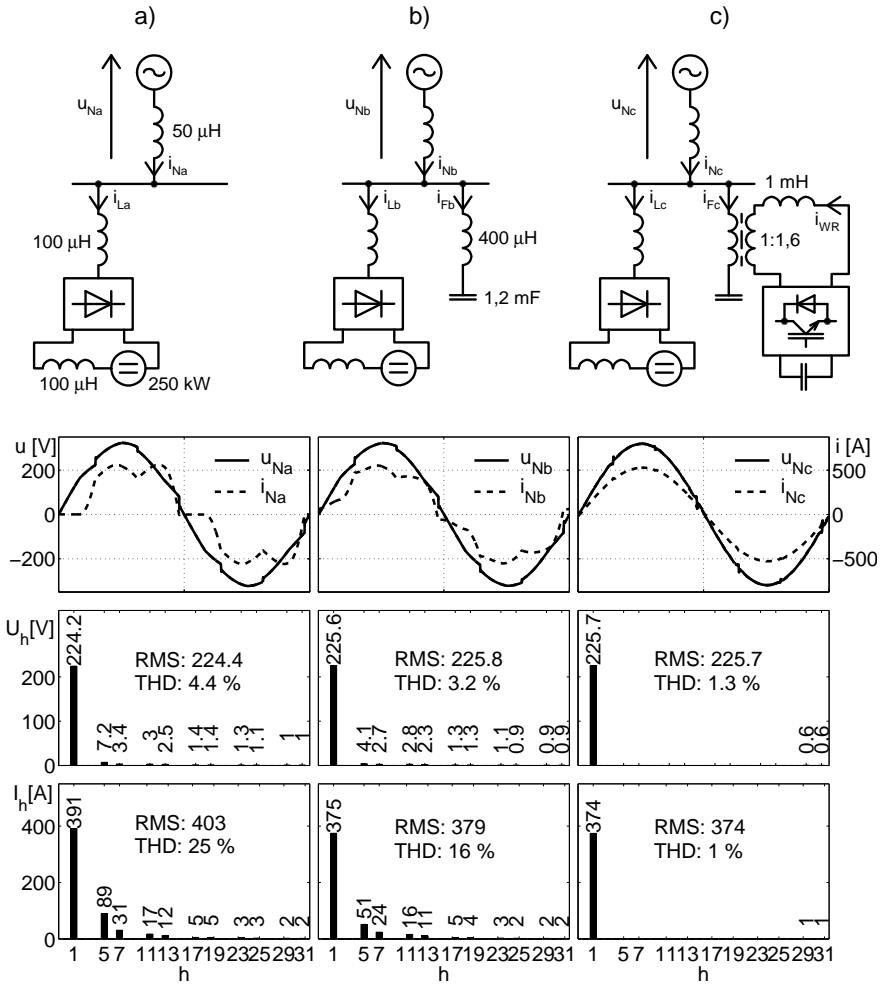 a)
b)
c)
u_Na
50 μH
i_Na
i_La
100 μH
100 μH
250 kW
u_Nb
i_Nb
i_Lb
i_Fb
400 μH
1,2 mF
u_Nc
i_Nc
i_Lc
i_Fc
1 mH
i_WR
1:1,6
u [V]
i [A]
200
0
−200
u_Na
i_Na
u_Nb
i_Nb
u_Nc
i_Nc
500
0
−500
U_h[V]
200
100
0
224.2
RMS: 224.4
THD: 4.4 %
7.2
3.4
3
2.5
1.4
1.4
1.3
1.1
1
1
225.6
RMS: 225.8
THD: 3.2 %
4.1
2.7
2.8
2.3
1.3
1.3
1.1
0.9
0.9
0.9
225.7
RMS: 225.7
THD: 1.3 %
0.6
0.6
I_h[A]
400
200
0
391
RMS: 403
THD: 25 %
89
31
17
12
5
5
3
3
2
2
375
RMS: 379
THD: 16 %
51
24
16
11
5
4
3
2
2
2
374
RMS: 374
THD: 1 %
1
1
1 5 7 11 13 17 19 23 25 29 31
h
1 5 7 11 13 17 19 23 25 29 31
h
1 5 7 11 13 17 19 23 25 29 31
h